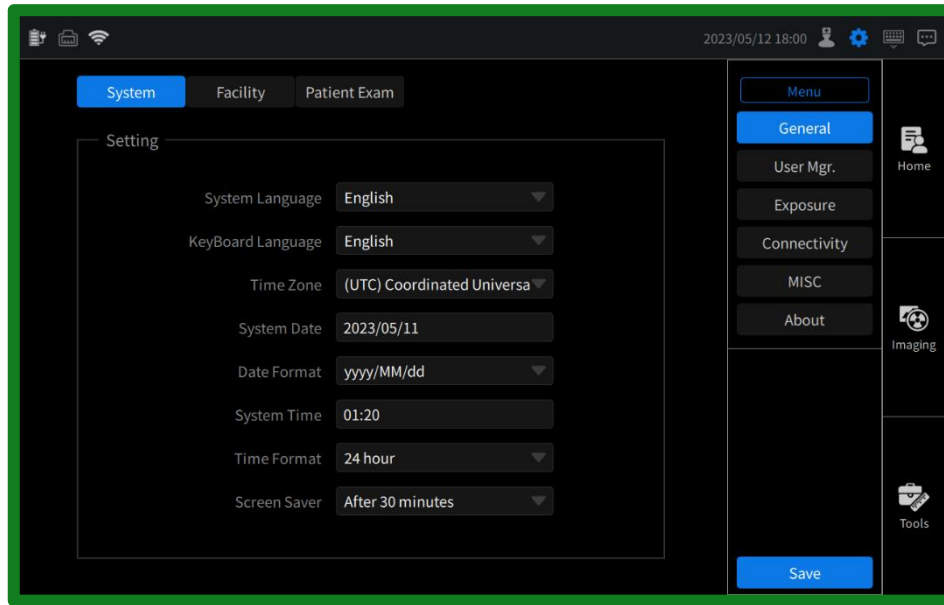 2023/05/12 18:00
System Facility Patient Exam
Setting
System Language English
KeyBoard Language English
Time Zone (UTC) Coordinated Universa
System Date 2023/05/11
Date Format yyyy/MM/dd
System Time 01:20
Time Format 24 hour
Screen Saver After 30 minutes
Menu
General
User Mgr.
Exposure
Connectivity
MISC
About
Save
Home
Imaging
Tools